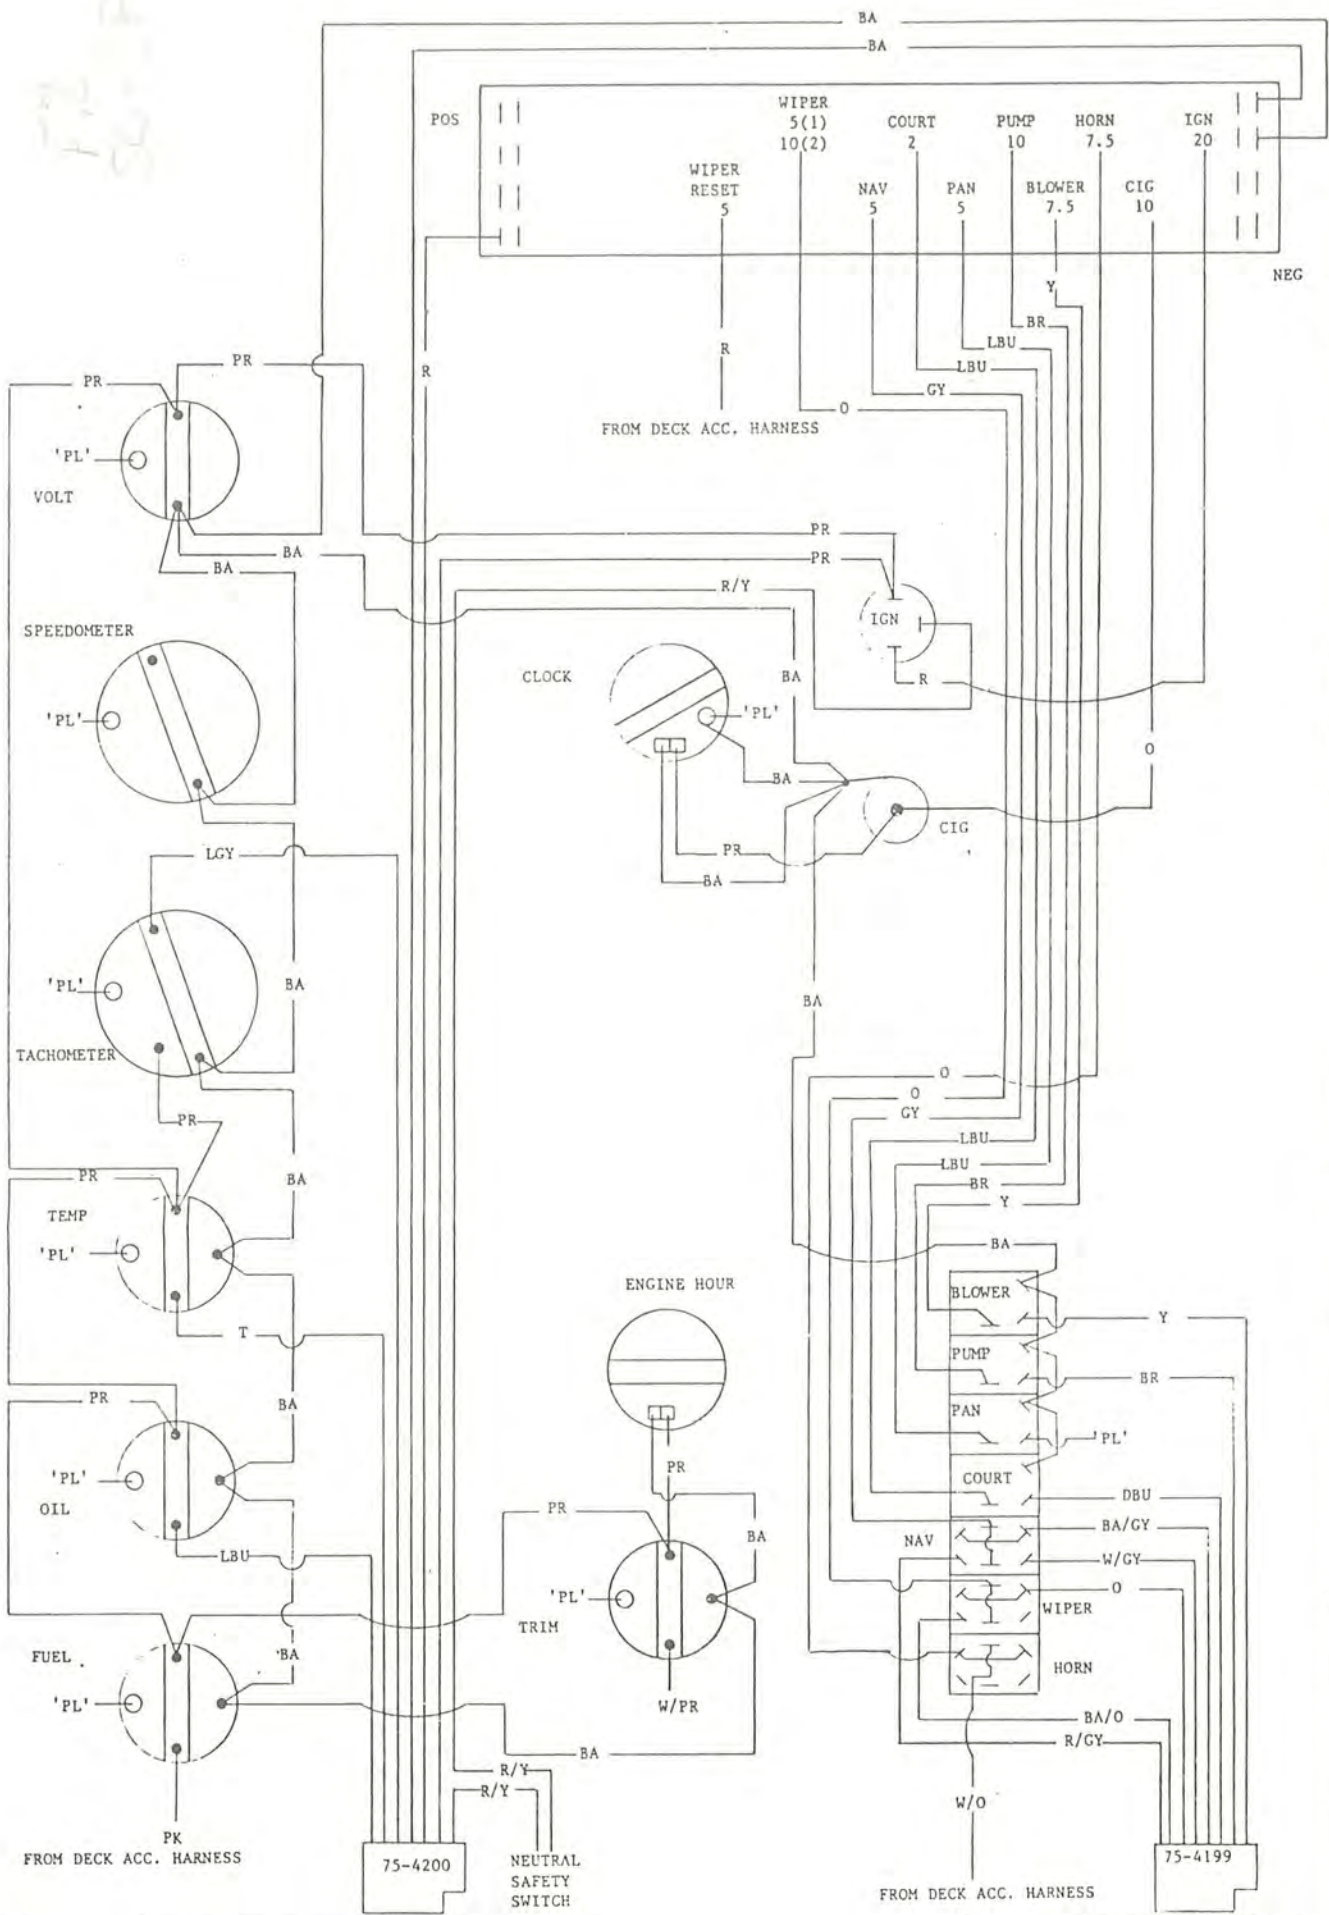 BA
BA
POS
WIPER
5(1)
10(2)
COURT
2
PUMP
10
HORN
7.5
IGN
20
WIPER
RESET
5
NAV
5
PAN
5
BLOWER
7.5
CIG
10
NEG
Y
BR
LBU
LBU
GY
O
R
R
FROM DECK ACC. HARNESS
PR
PR
'PL'
VOLT
BA
BA
PR
PR
R/Y
IGN
R
SPEEDOMETER
'PL'
CLOCK
'PL'
BA
BA
O
CIG
PR
BA
LGY
'PL'
TACHOMETER
BA
BA
PR
O
O
GY
LBU
LBU
BR
Y
PR
BA
TEMP
'PL'
T
BA
ENGINE HOUR
BLOWER
Y
PUMP
BR
PAN
'PL'
COURT
DBU
NAV
BA/GY
W/GY
O
WIPER
HORN
PR
BA
'PL'
OIL
LBU
PR
PR
BA
'PL'
TRIM
W/PR
BA
FUEL
'PL'
BA
BA/O
R/GY
R/Y
R/Y
W/O
PK
FROM DECK ACC. HARNESS
75-4200
NEUTRAL
SAFETY
SWITCH
FROM DECK ACC. HARNESS
75-4199